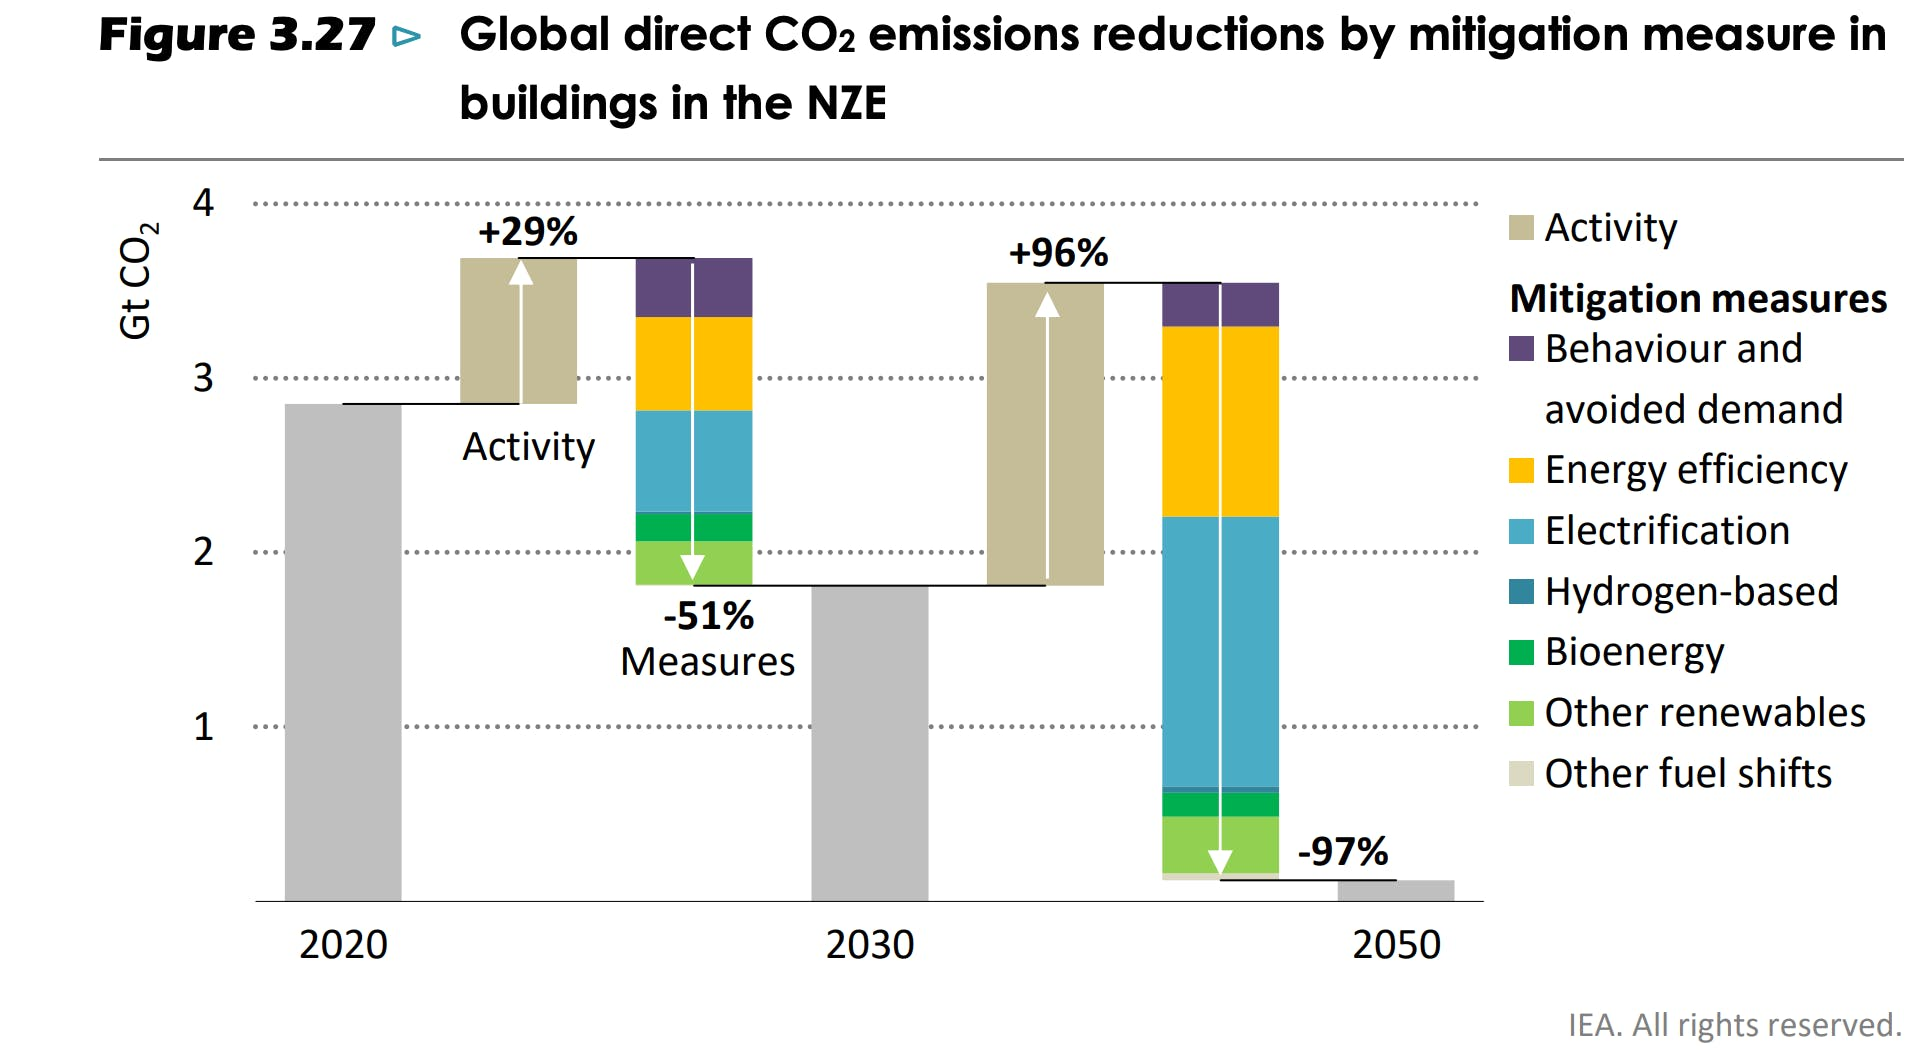 Figure 3.27 ▷ Global direct CO₂ emissions reductions by mitigation measure in
buildings in the NZE
Gt CO₂
4
3
2
1
+29%
Activity
-51%
Measures
+96%
-97%
2020
2030
2050
Activity
Mitigation measures
Behaviour and
avoided demand
Energy efficiency
Electrification
Hydrogen-based
Bioenergy
Other renewables
Other fuel shifts
IEA. All rights reserved.